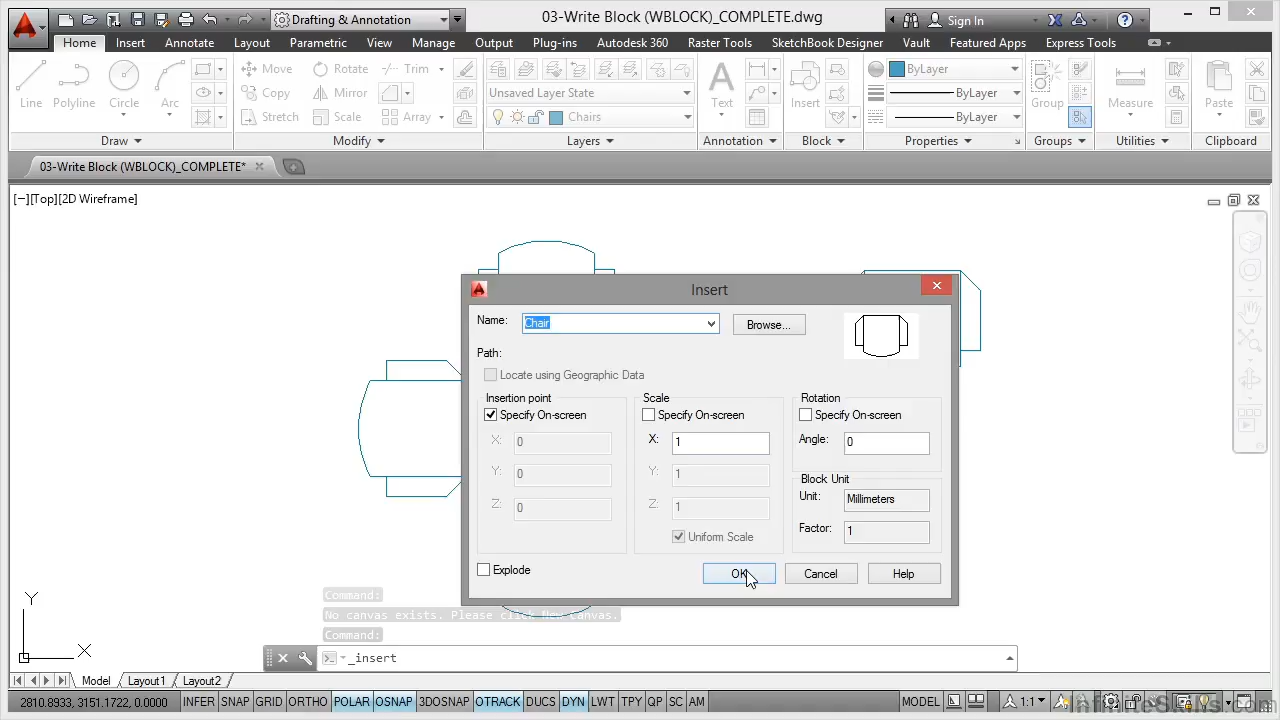 Drafting & Annotation
03-Write Block (WBLOCK)_COMPLETE.dwg
Sign In
Home Insert Annotate Layout Parametric View Manage Output Plug-ins Autodesk 360 Raster Tools SketchBook Designer Vault Featured Apps Express Tools
Line Polyline Circle Arc
Move Rotate Trim
Copy Mirror
Stretch Scale Array
Unsaved Layer State
Chairs
Text
Insert
ByLayer
ByLayer
ByLayer
Group
Measure
Paste
Draw Modify Layers Annotation Block Properties Groups Utilities Clipboard
03-Write Block (WBLOCK)_COMPLETE*
[−][Top][2D Wireframe]
Insert
Name: Chair Browse...
Path:
Locate using Geographic Data
Insertion point Scale Rotation
Specify On-screen Specify On-screen Specify On-screen
X: 0 X: 1 Angle: 0
Y: 0 Y: 1
Z: 0 Z: 1
Uniform Scale
Block Unit
Unit: Millimeters
Factor: 1
Explode OK Cancel Help
Command:
No canvas exists. Please click New canvas.
Command:
_insert
Y
X
Model Layout1 Layout2
2810.8933, 3151.1722, 0.0000 INFER SNAP GRID ORTHO POLAR OSNAP 3DOSNAP OTRACK DUCS DYN LWT TPY QP SC AM MODEL 1:1
InfiniteSkills.com